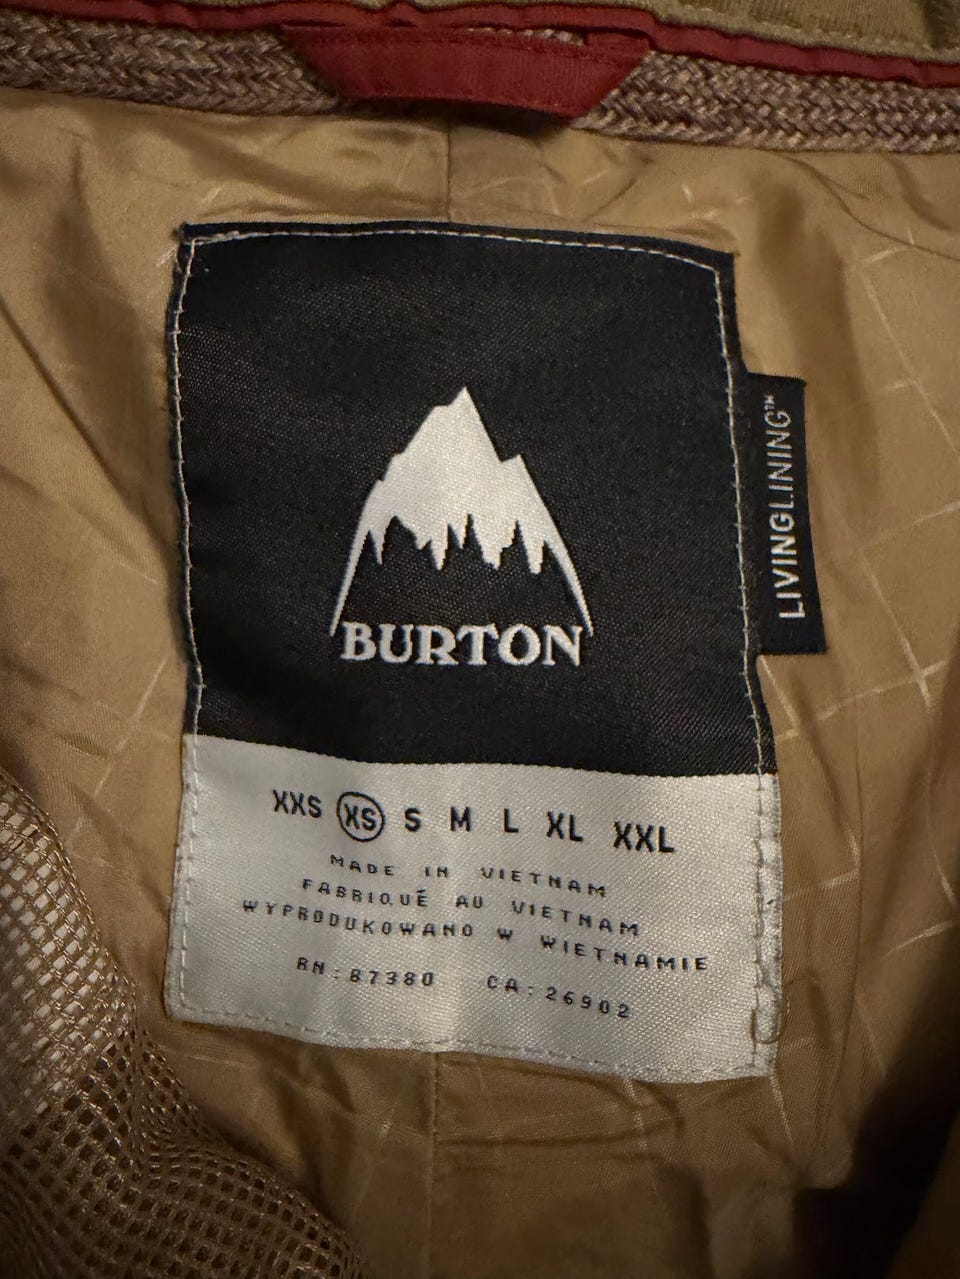 BURTON
LIVINGLINING™
XXS XS S M L XL XXL
MADE IN VIETNAM
FABRIQUÉ AU VIETNAM
WYPRODUKOWANO W WIETNAMIE
RN:87380 CA:26902